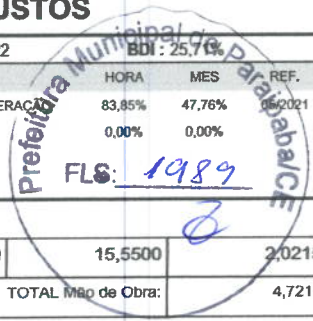 USTOS
2 BDI : 25,71%
HORA MES REF.
ERAÇÃO 83,85% 47,76% 05/2021
0,00% 0,00%
Prefeitura Municipal de Paraipaba/CE
FLS: 1989
15,5500 2,0215
TOTAL Mão de Obra: 4,721